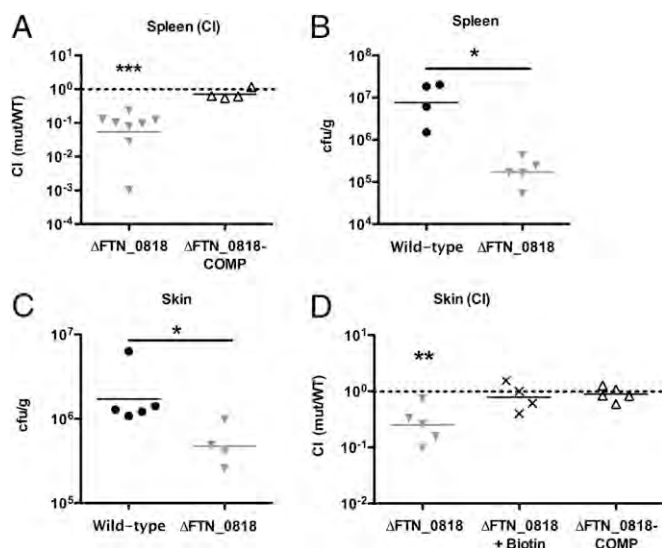 A
Spleen (CI)
CI (mut/WT)
10¹
10⁰
10⁻¹
10⁻²
10⁻³
10⁻⁴
***
ΔFTN_0818
ΔFTN_0818-
COMP
B
Spleen
cfu/g
10⁸
10⁷
10⁶
10⁵
10⁴
*
Wild-type
ΔFTN_0818
C
Skin
cfu/g
10⁷
10⁶
10⁵
*
Wild-type
ΔFTN_0818
D
Skin (CI)
CI (mut/WT)
10¹
10⁰
10⁻¹
10⁻²
**
ΔFTN_0818
ΔFTN_0818
+ Biotin
ΔFTN_0818-
COMP